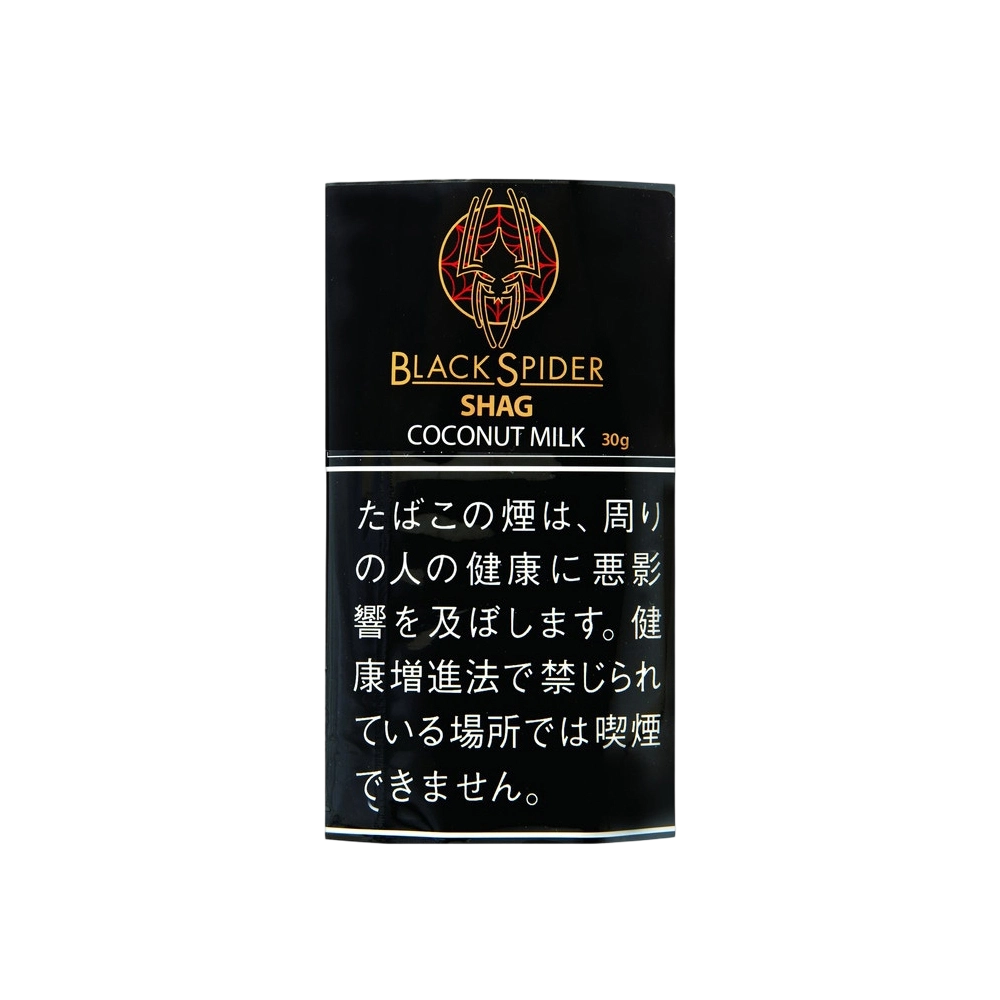 BLACK SPIDER
SHAG
COCONUT MILK 30g
たばこの煙は、周り
の人の健康に悪影
響を及ぼします。健
康増進法で禁じられ
ている場所では喫煙
できません。